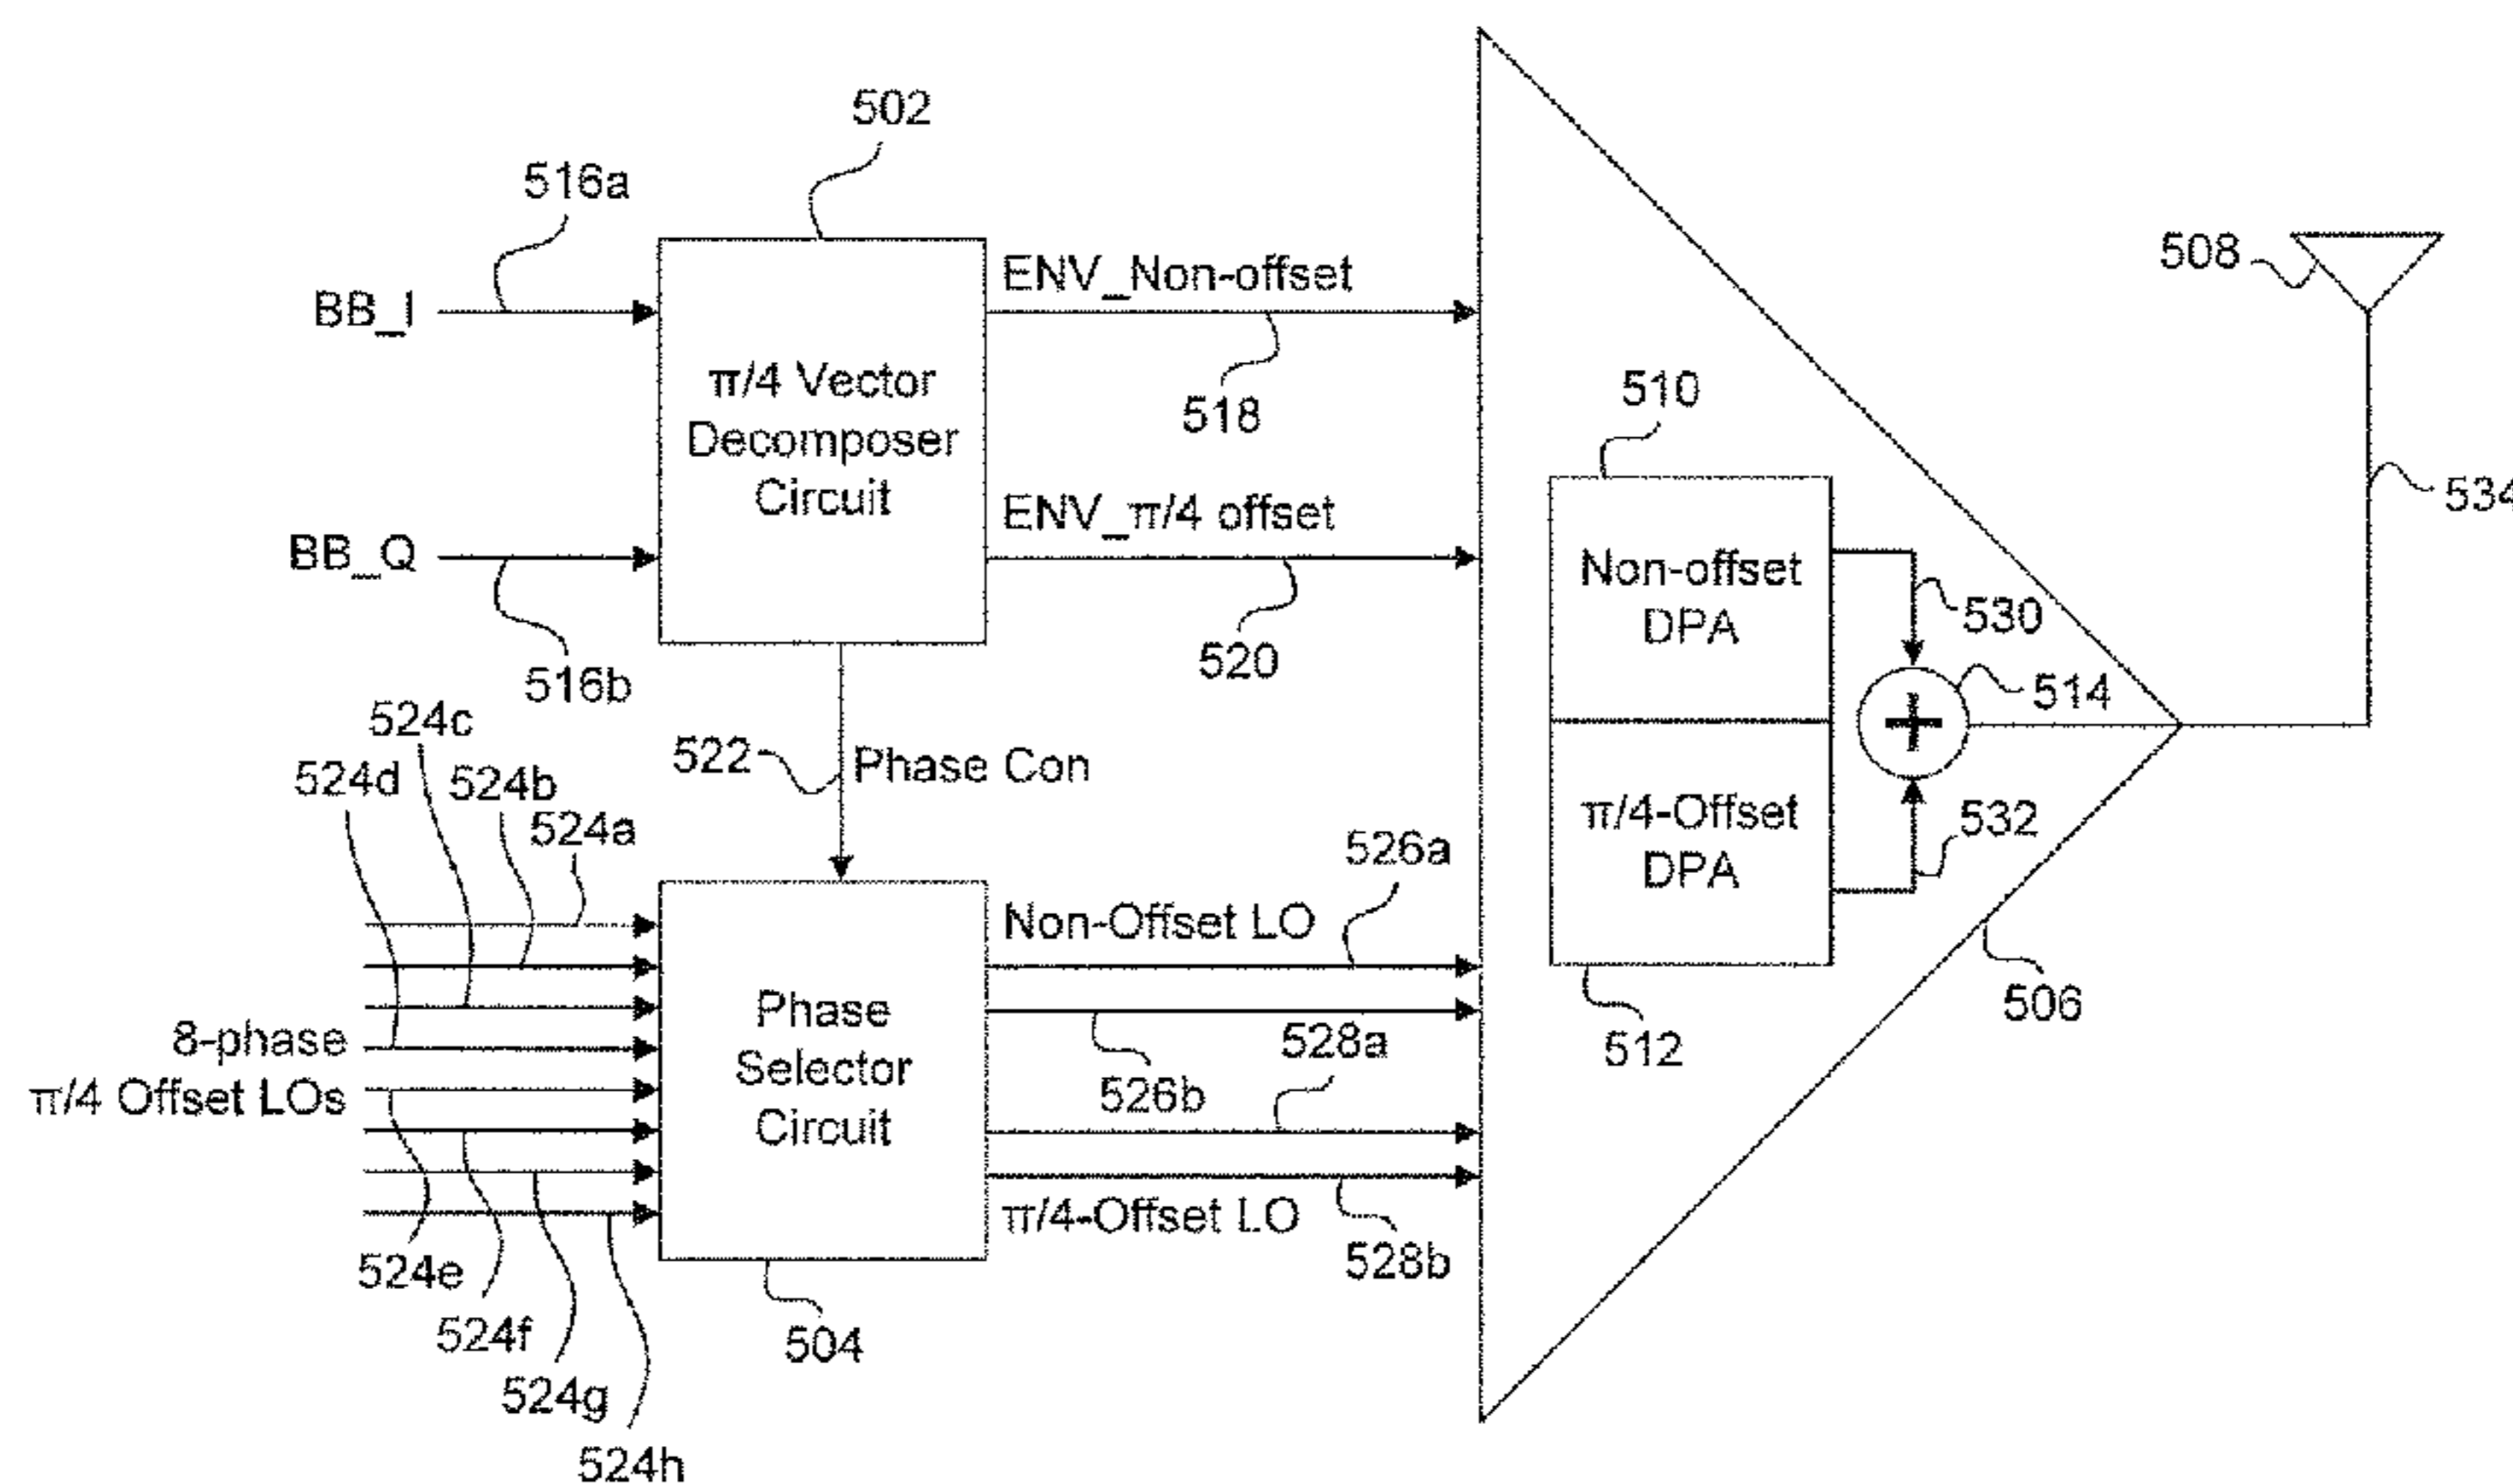 502
516a
BB_I
ENV_Non-offset
518
π/4 Vector
Decomposer
Circuit
BB_Q
516b
ENV_π/4 offset
520
522
Phase Con
524c
524d
524b
524a
8-phase
π/4 Offset LOs
524e
524f
524g
524h
Phase
Selector
Circuit
504
Non-Offset LO
526a
526b
528a
π/4-Offset LO
528b
510
Non-offset
DPA
π/4-Offset
DPA
512
530
514
+
532
506
508
534